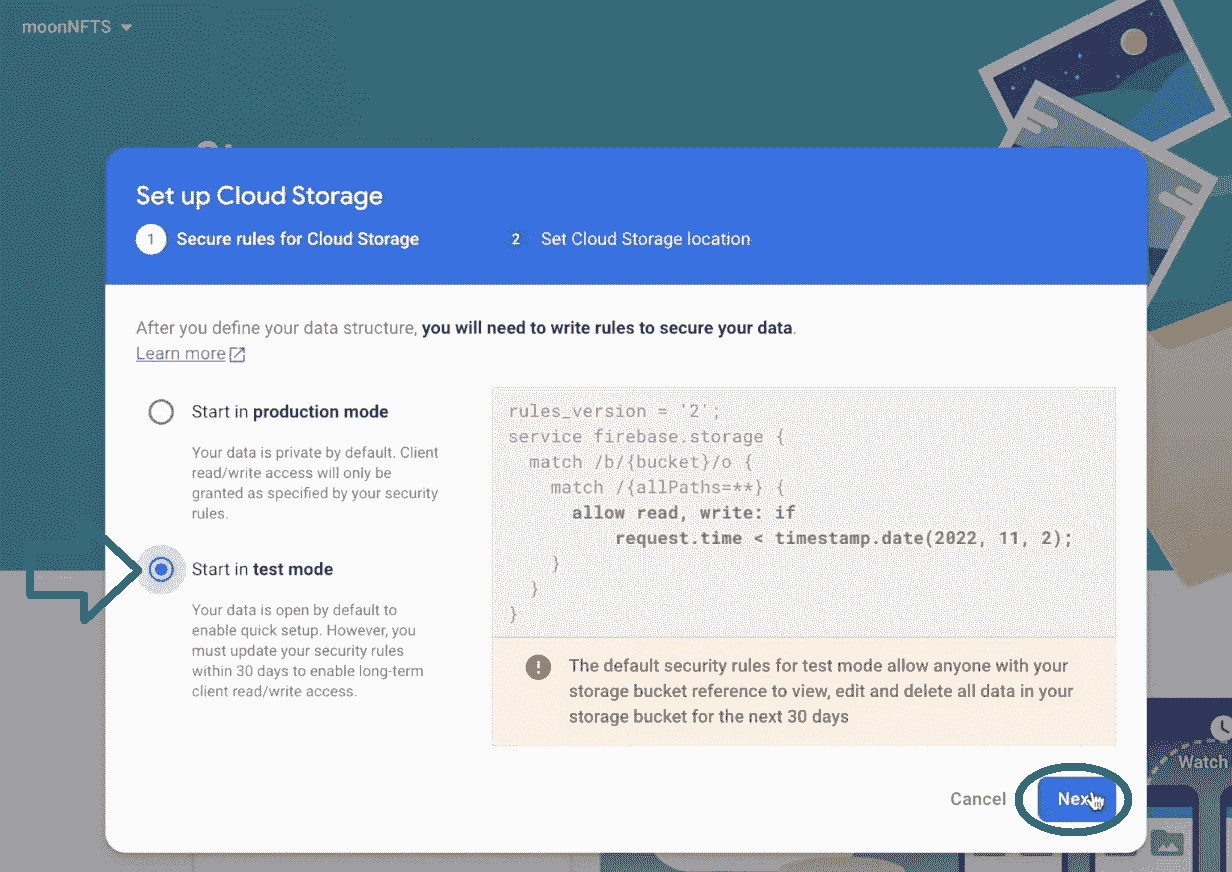 moonNFTS
Set up Cloud Storage
1 Secure rules for Cloud Storage
2 Set Cloud Storage location
After you define your data structure, you will need to write rules to secure your data.
Learn more
Start in production mode
Your data is private by default. Client
read/write access will only be
granted as specified by your security
rules.
Start in test mode
Your data is open by default to
enable quick setup. However, you
must update your security rules
within 30 days to enable long-term
client read/write access.
rules_version = '2';
service firebase.storage {
match /b/{bucket}/o {
match /{allPaths=**} {
allow read, write: if
request.time < timestamp.date(2022, 11, 2);
}
}
}
The default security rules for test mode allow anyone with your
storage bucket reference to view, edit and delete all data in your
storage bucket for the next 30 days
Cancel
Next
Watch